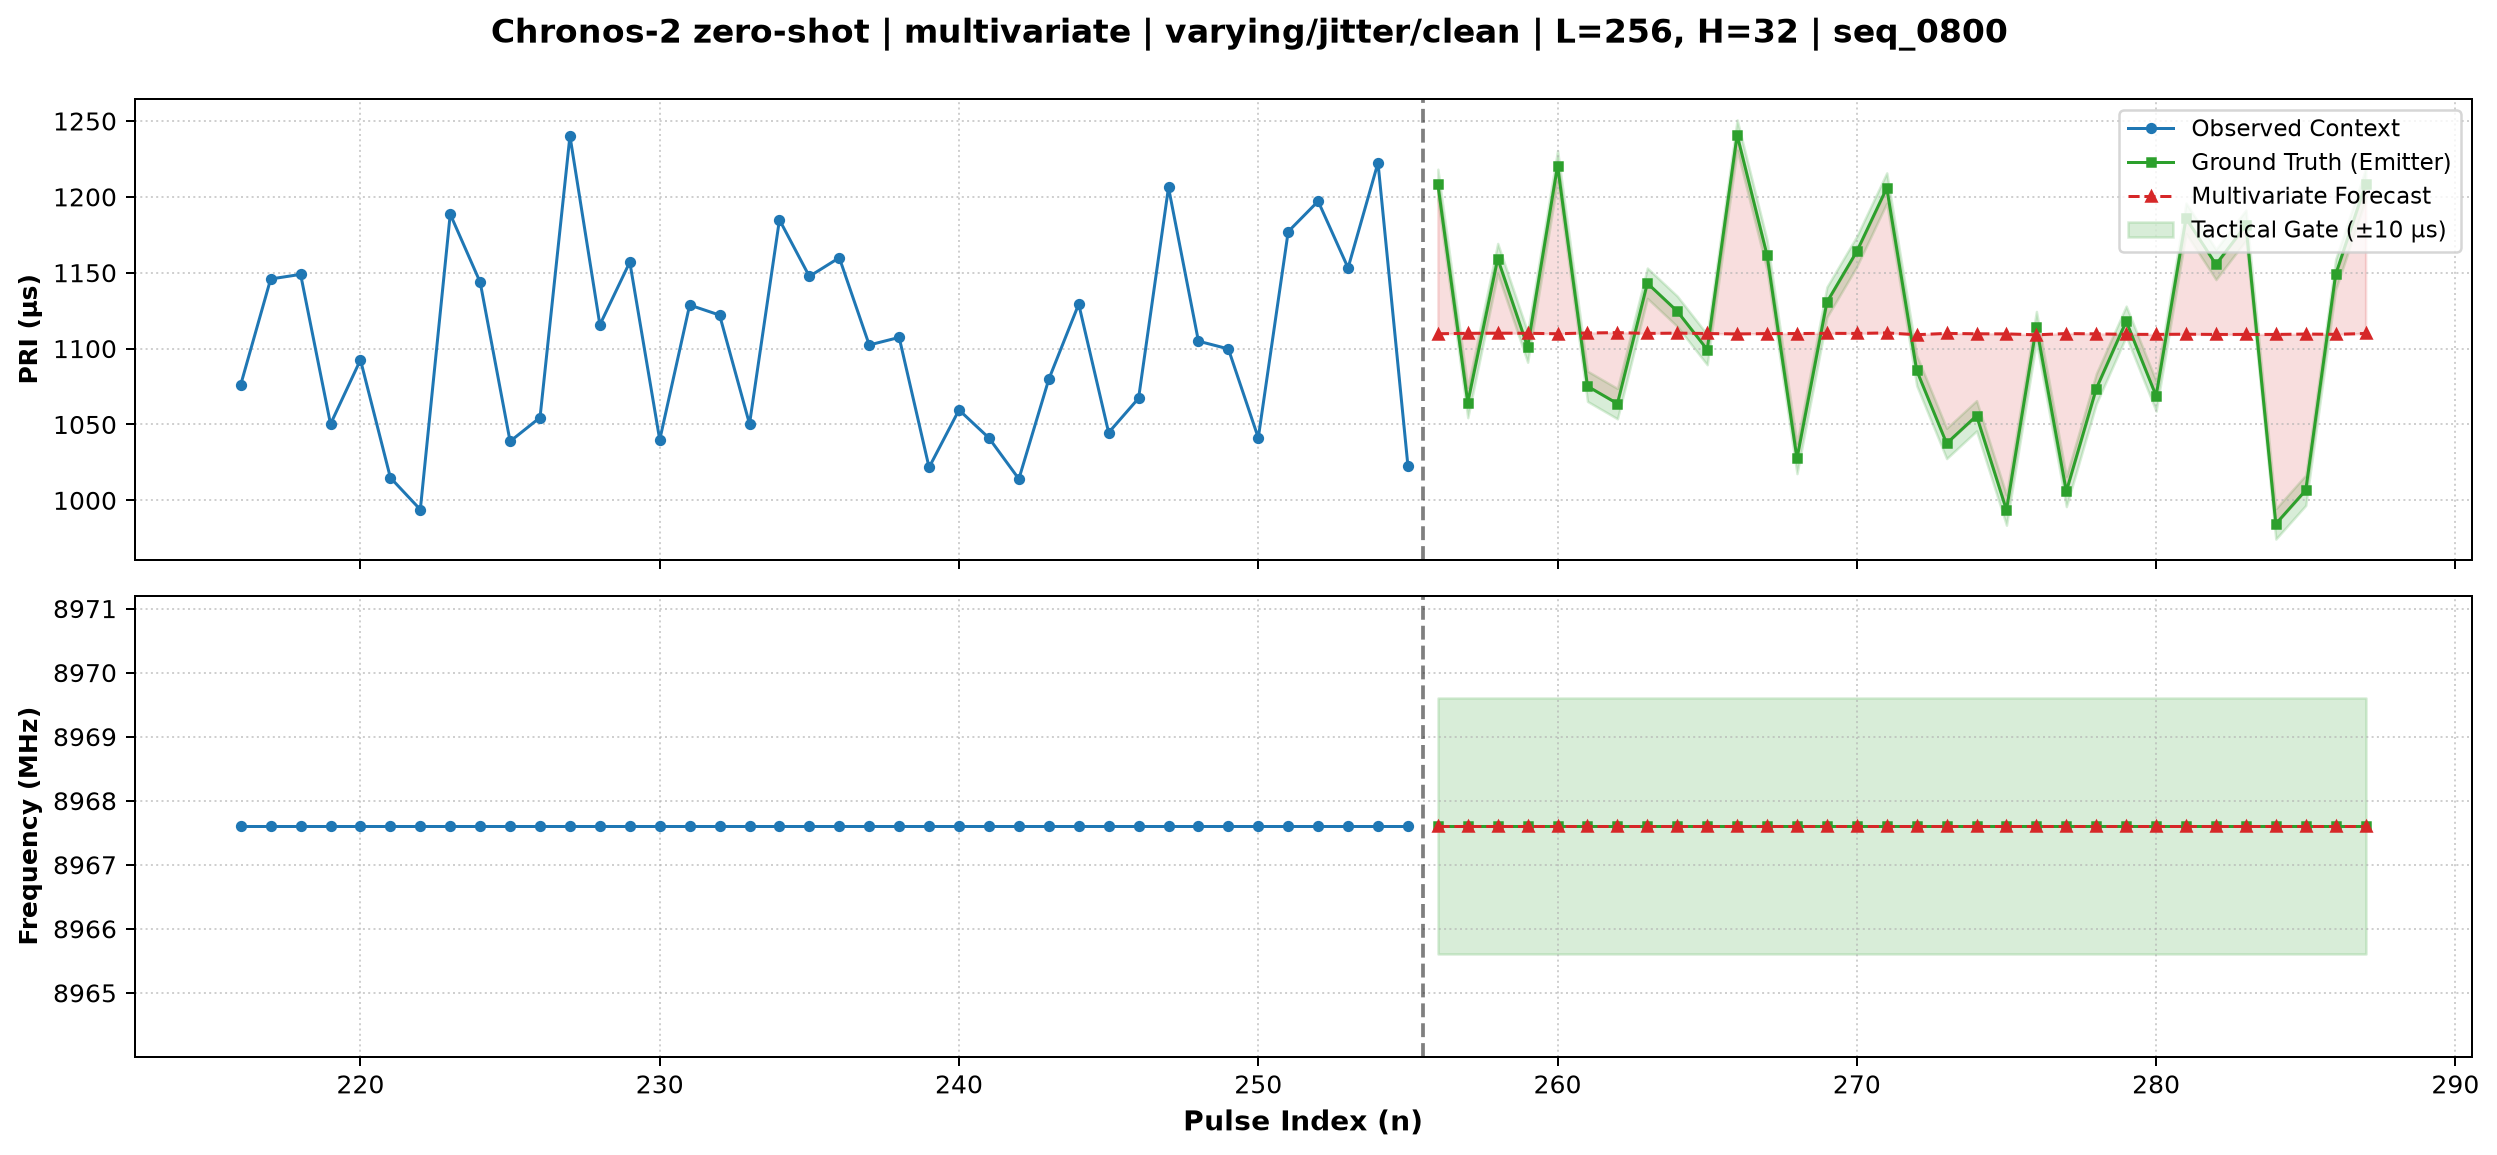 Chronos-2 zero-shot | multivariate | varying/jitter/clean | L=256, H=32 | seq_0800
PRI (µs)
1250
1200
1150
1100
1050
1000
Observed Context
Ground Truth (Emitter)
Multivariate Forecast
Tactical Gate (±10 µs)
Frequency (MHz)
8971
8970
8969
8968
8967
8966
8965
220 230 240 250 260 270 280 290
Pulse Index (n)